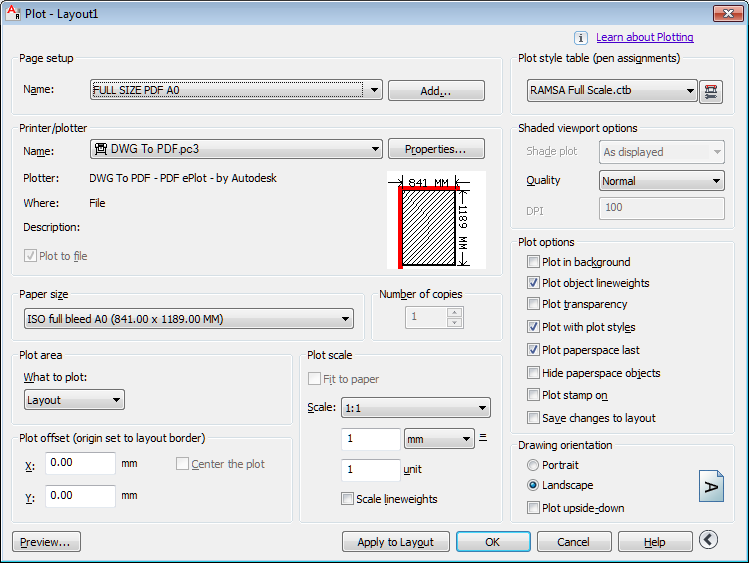 Plot - Layout1
Learn about Plotting
Page setup
Name:
FULL SIZE PDF A0
Add...
Plot style table (pen assignments)
RAMSA Full Scale.ctb
Printer/plotter
Name:
DWG To PDF.pc3
Properties...
Plotter:
DWG To PDF - PDF ePlot - by Autodesk
Where:
File
Description:
Plot to file
841 MM
1189 MM
Shaded viewport options
Shade plot
As displayed
Quality
Normal
DPI
100
Paper size
ISO full bleed A0 (841.00 x 1189.00 MM)
Number of copies
1
Plot options
Plot in background
Plot object lineweights
Plot transparency
Plot with plot styles
Plot paperspace last
Hide paperspace objects
Plot stamp on
Save changes to layout
Plot area
What to plot:
Layout
Plot scale
Fit to paper
Scale:
1:1
1
mm
=
1
unit
Scale lineweights
Plot offset (origin set to layout border)
X:
0.00
mm
Center the plot
Y:
0.00
mm
Drawing orientation
Portrait
Landscape
Plot upside-down
A
Preview...
Apply to Layout
OK
Cancel
Help